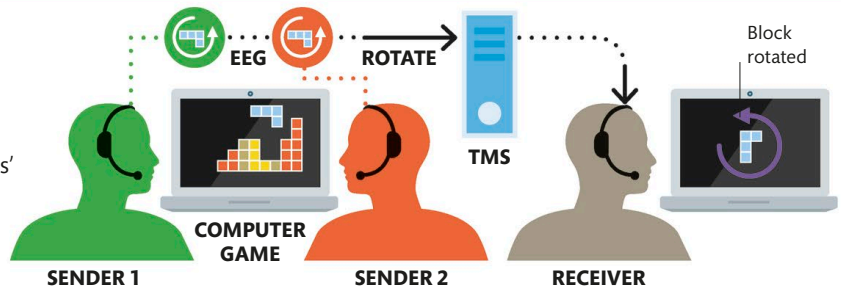 Block
rotated
EEG
ROTATE
TMS
s’
COMPUTER
GAME
SENDER 1
SENDER 2
RECEIVER